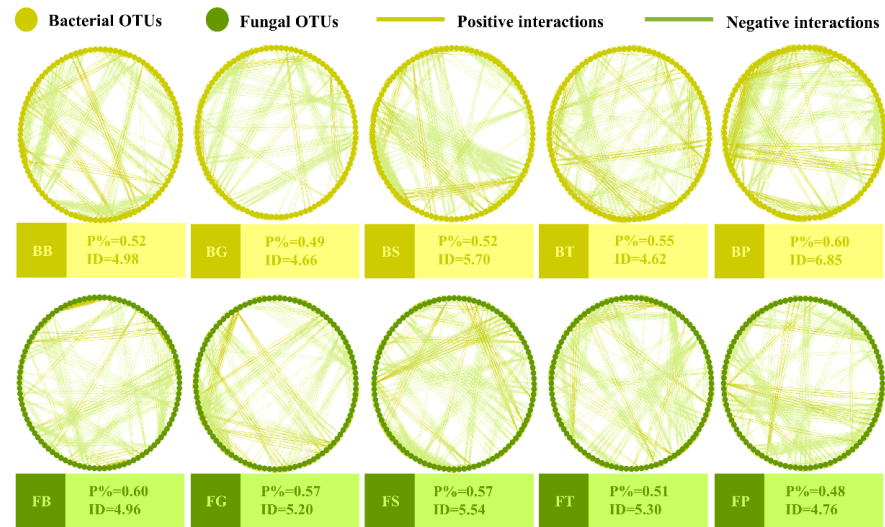 Bacterial OTUs Fungal OTUs Positive interactions Negative interactions
BB P%=0.52 ID=4.98
BG P%=0.49 ID=4.66
BS P%=0.52 ID=5.70
BT P%=0.55 ID=4.62
BP P%=0.60 ID=6.85
FB P%=0.60 ID=4.96
FG P%=0.57 ID=5.20
FS P%=0.57 ID=5.54
FT P%=0.51 ID=5.30
FP P%=0.48 ID=4.76